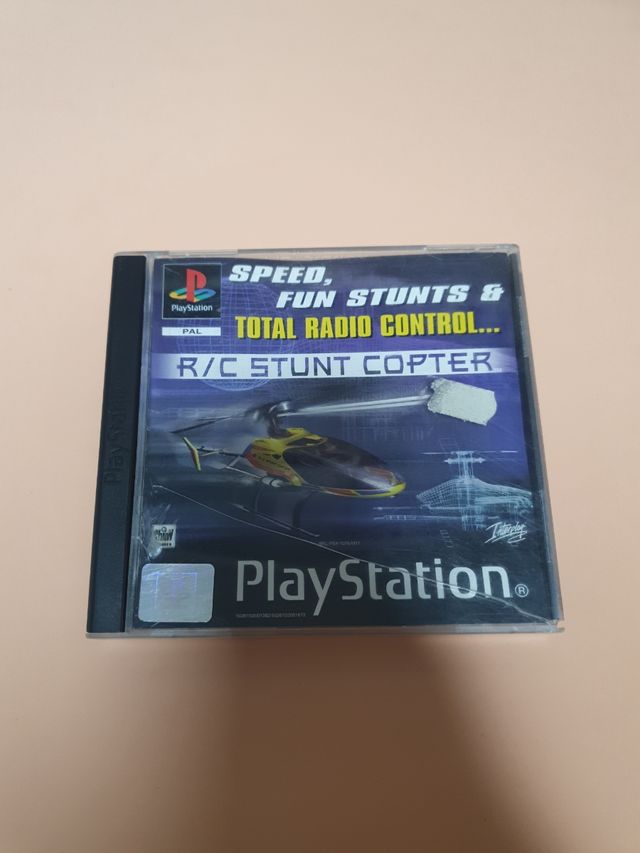 SPEED,
FUN STUNTS &
TOTAL RADIO CONTROL...
PlayStation
PAL
R/C STUNT COPTER
PlayStation
Interplay
PlayStation®